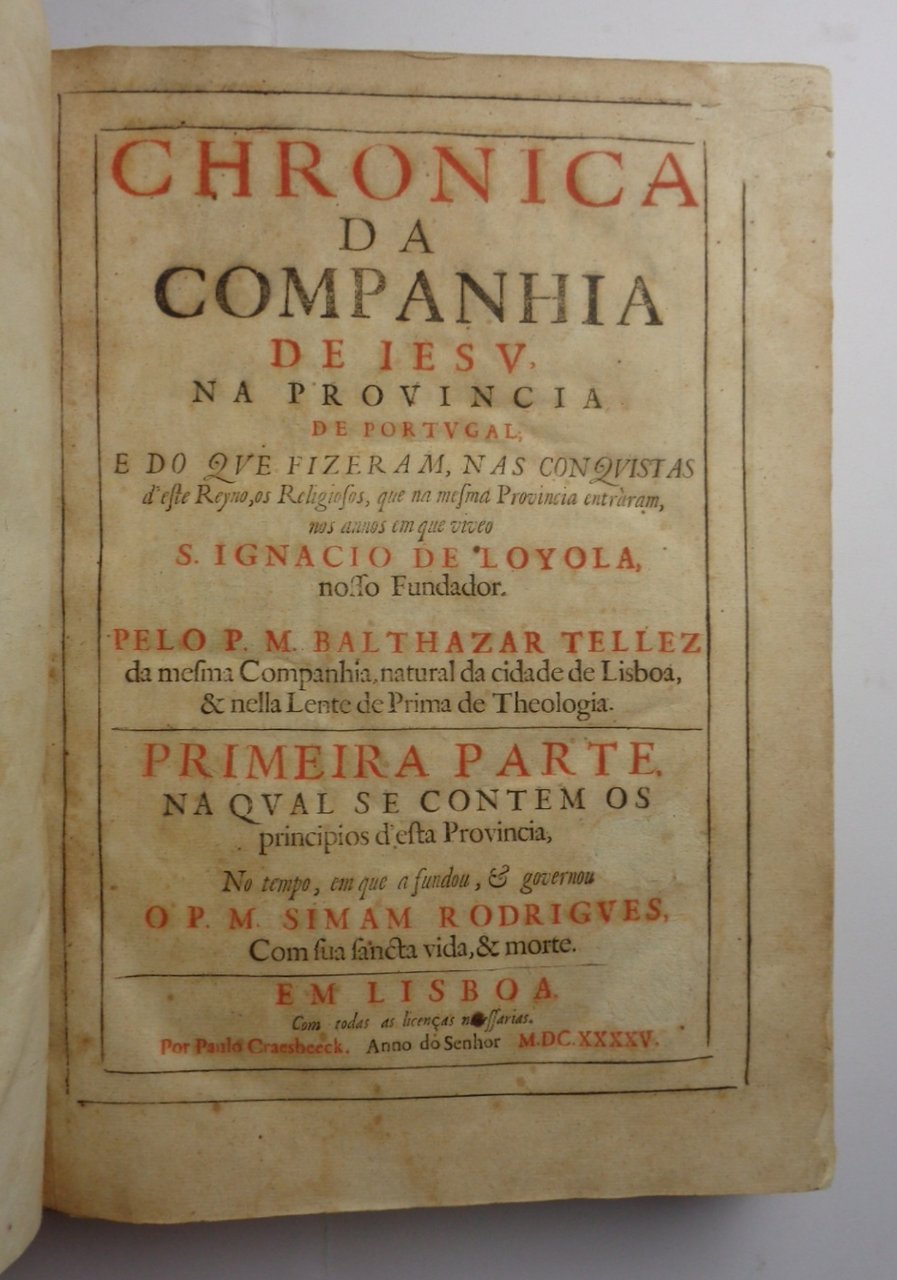 CHRONICA
DA
COMPANHIA
DE IESV,
NA PROVINCIA
DE PORTVGAL,
E DO QVE FIZERAM, NAS CONQVISTAS
d'eſte Reyno, os Religioſos, que na meſma Provincia entràram,
nos annos em que viveo
S. IGNACIO DE LOYOLA,
noſſo Fundador.
PELO P. M. BALTHAZAR TELLEZ
da meſma Companhia, natural da cidade de Lisboa,
& nella Lente de Prima de Theologia.
PRIMEIRA PARTE,
NA QVAL SE CONTEM OS
principios d'eſta Provincia,
No tempo, em que a fundou, & governou
O P. M. SIMAM RODRIGVES,
Com ſua ſancta vida, & morte.
EM LISBOA.
Com todas as licenças
Por Paulo Craesbeeck. Anno do Senhor M.DC.XXXXV.